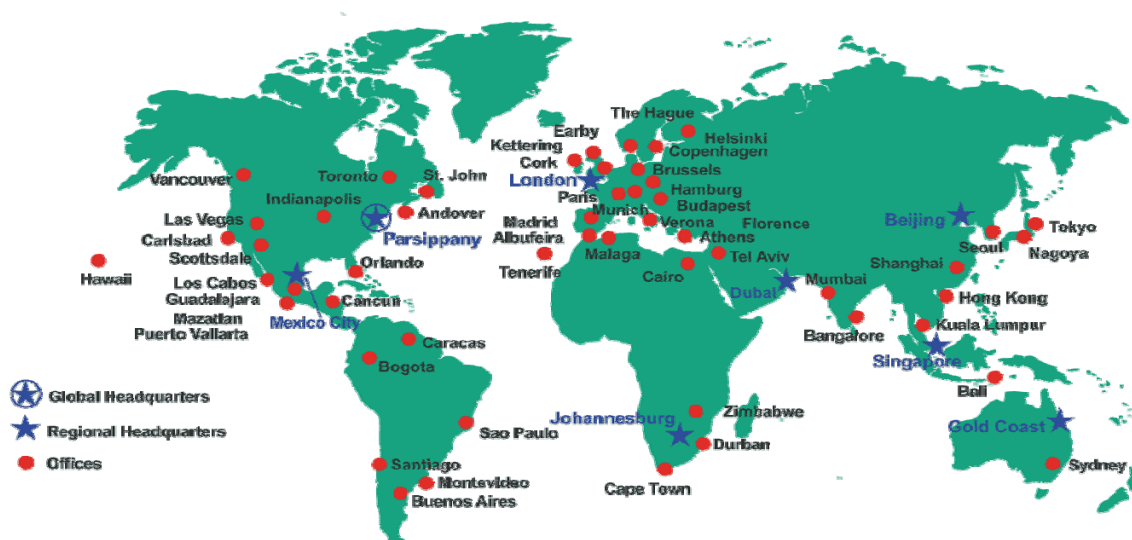 The Hague
Earby
Helsinki
Kettering
Copenhagen
Cork
Brussels
London
Hamburg
Paris
Budapest
Munich
Verona
Florence
Madrid
Albufeira
Athens
Malaga
Tel Aviv
Tenerife
Cairo
Vancouver
Toronto
St. John
Indianapolis
Las Vegas
Andover
Carlsbad
Parsippany
Scottsdale
Orlando
Hawaii
Los Cabos
Guadalajara
Cancun
Mazatlan
Mexico City
Puerto Vallarta
Caracas
Bogota
Sao Paulo
Santiago
Montevideo
Buenos Aires
Beijing
Tokyo
Seoul
Nagoya
Shanghai
Dubai
Mumbai
Hong Kong
Bangalore
Kuala Lumpur
Singapore
Bali
Johannesburg
Zimbabwe
Durban
Cape Town
Gold Coast
Sydney
Global Headquarters
Regional Headquarters
Offices